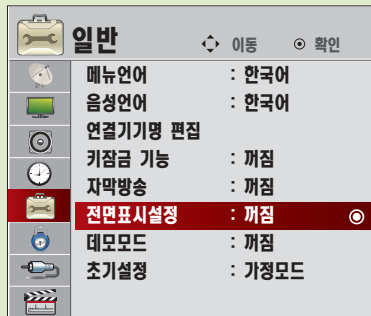 일반 이동 확인
메뉴언어 : 한국어
음성언어 : 한국어
연결기기명 편집
키잠금 기능 : 꺼짐
자막방송 : 꺼짐
전면표시설정 : 꺼짐
데모모드 : 꺼짐
초기설정 : 가정모드